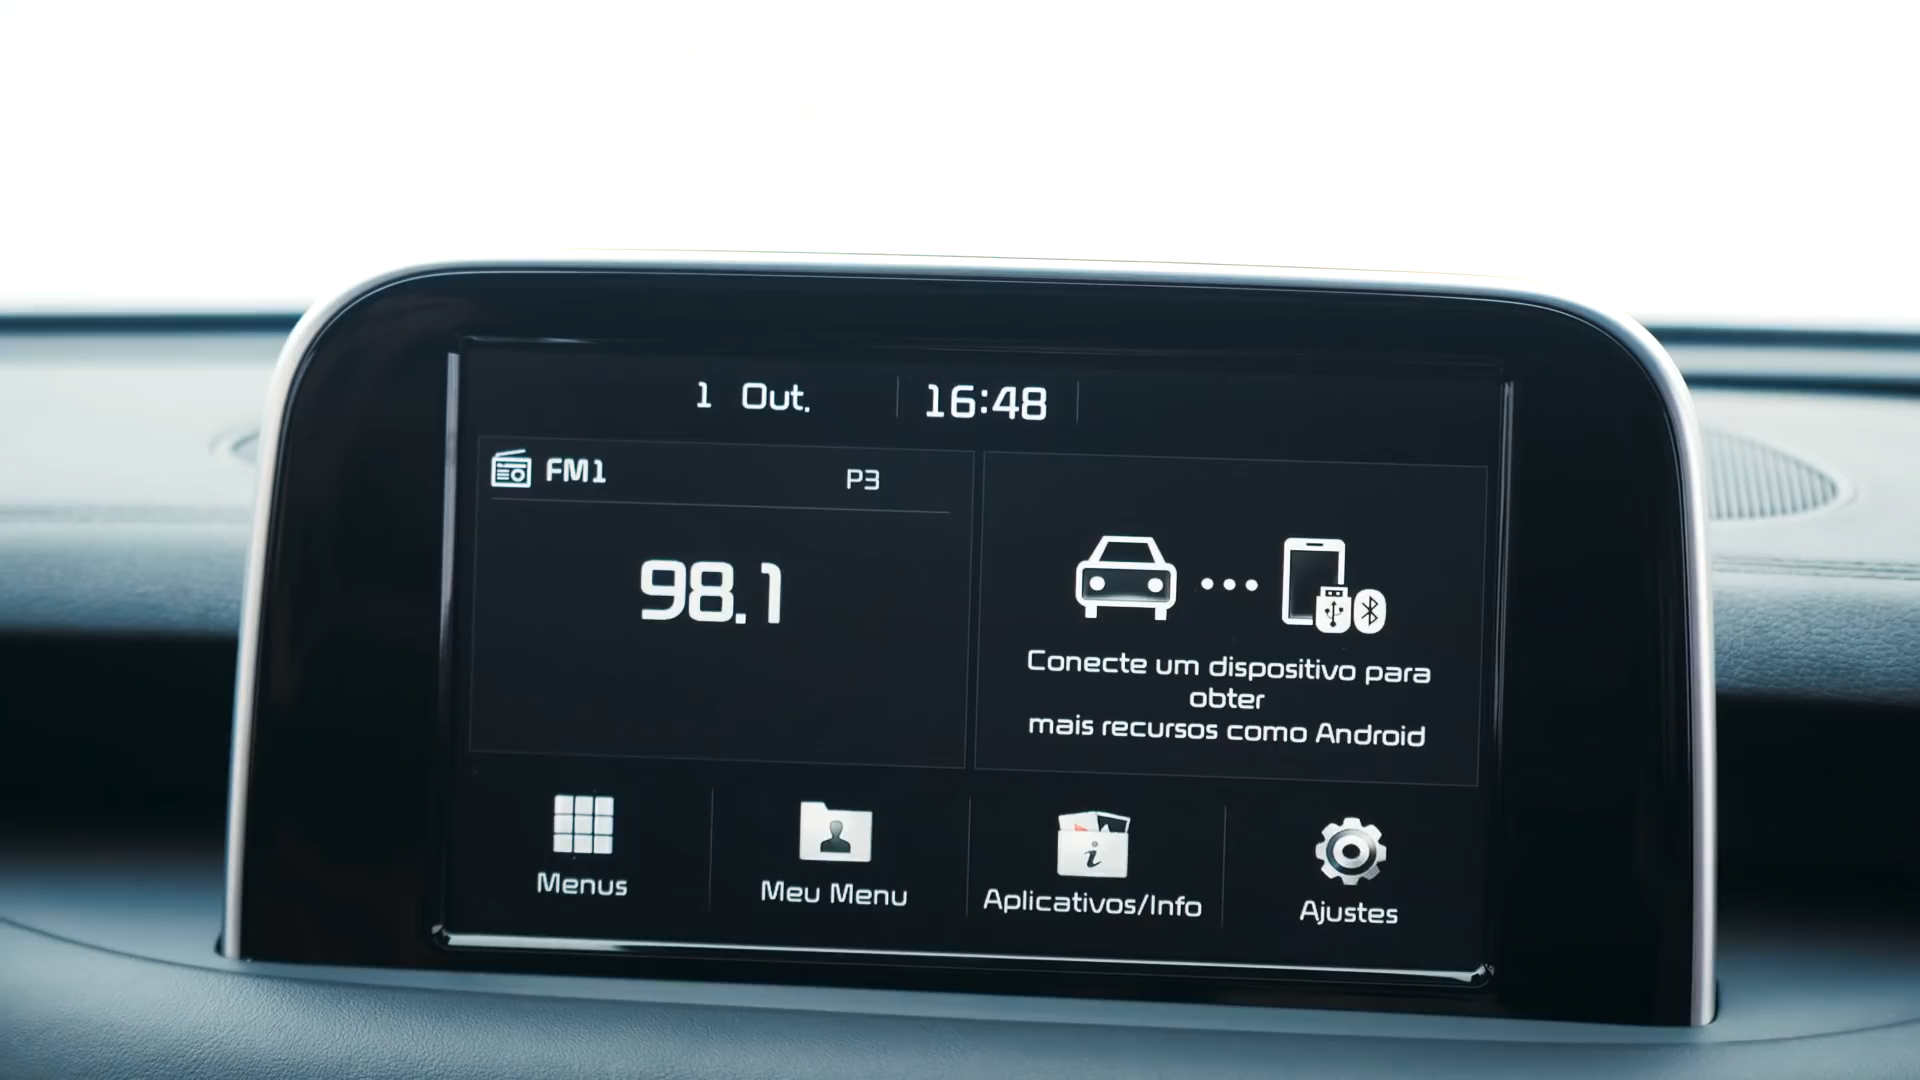 1 Out. 16:48
FM1 P3
98.1
Conecte um dispositivo para
obter
mais recursos como Android
Menus
Meu Menu
Aplicativos/Info
Ajustes